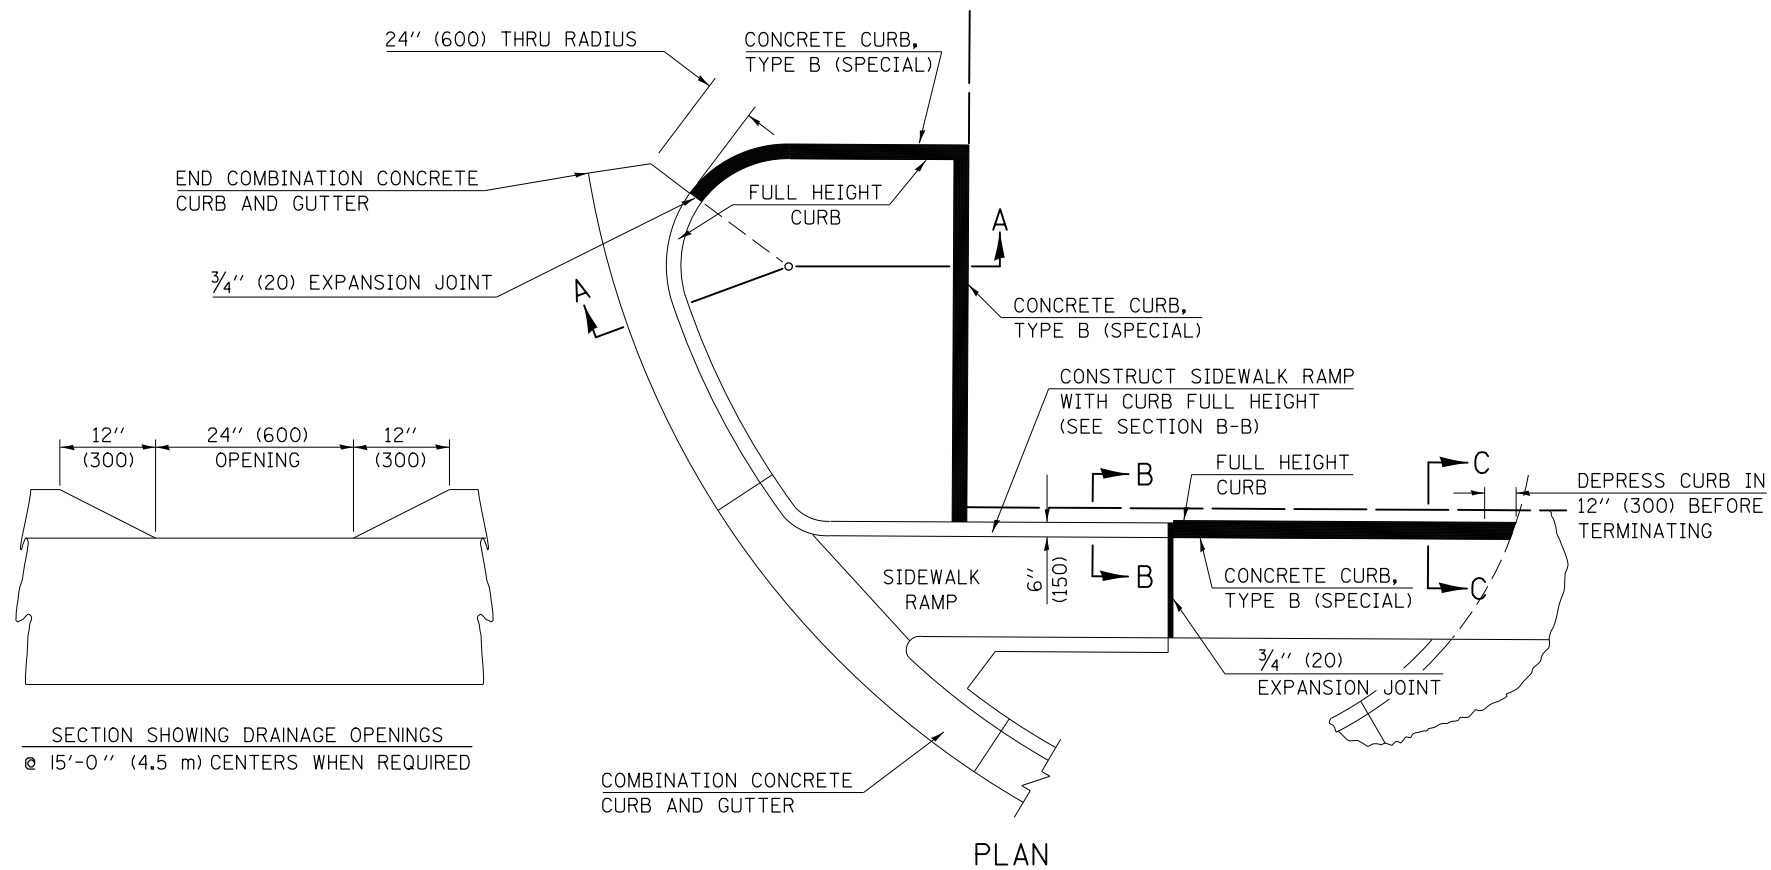 24" (600) THRU RADIUS
CONCRETE CURB,
TYPE B (SPECIAL)
END COMBINATION CONCRETE
CURB AND GUTTER
FULL HEIGHT
CURB
A
3/4" (20) EXPANSION JOINT
A
CONCRETE CURB,
TYPE B (SPECIAL)
CONSTRUCT SIDEWALK RAMP
WITH CURB FULL HEIGHT
(SEE SECTION B-B)
12"
(300)
24" (600)
OPENING
12"
(300)
B
FULL HEIGHT
CURB
C
DEPRESS CURB IN
12" (300) BEFORE
TERMINATING
SIDEWALK
RAMP
6"
(150)
B
CONCRETE CURB,
TYPE B (SPECIAL)
C
3/4" (20)
EXPANSION JOINT
SECTION SHOWING DRAINAGE OPENINGS
@ 15'-0" (4.5 m) CENTERS WHEN REQUIRED
COMBINATION CONCRETE
CURB AND GUTTER
PLAN